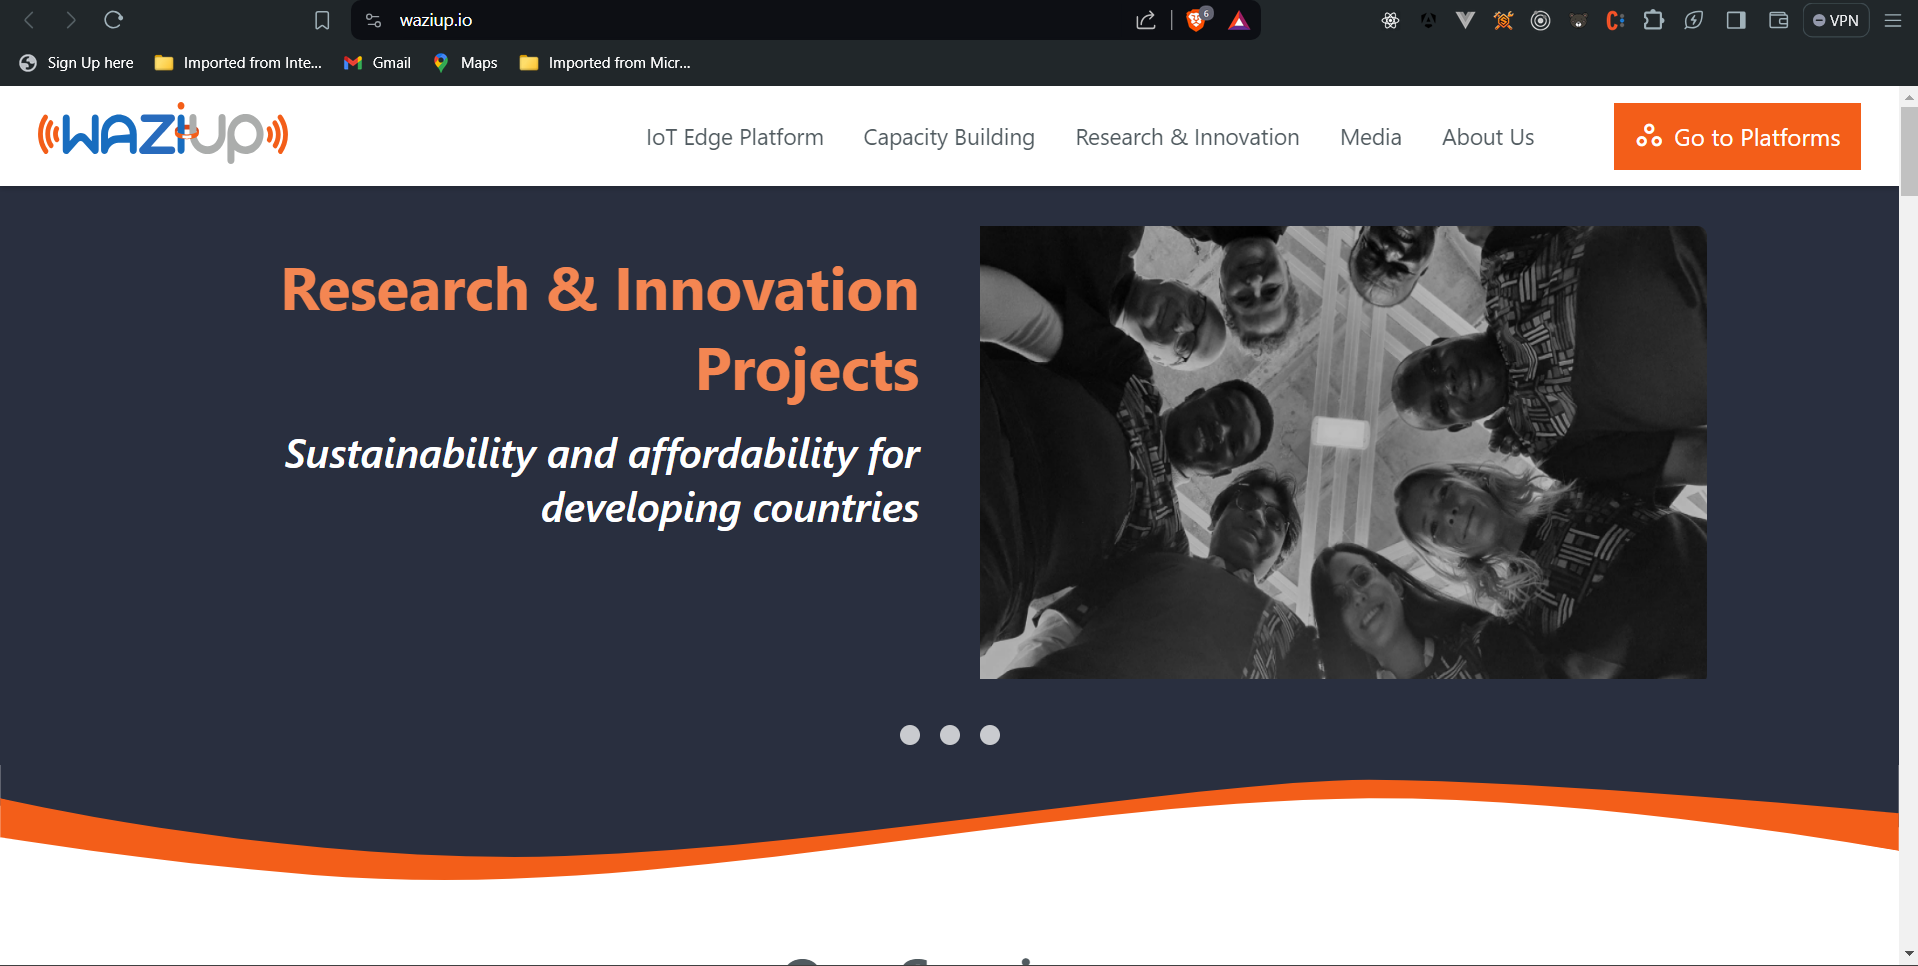 waziup.io
6
VPN
Sign Up here
Imported from Inte...
Gmail
Maps
Imported from Micr...
WAZIUP
IoT Edge Platform
Capacity Building
Research & Innovation
Media
About Us
Go to Platforms
Research & Innovation
Projects
Sustainability and affordability for
developing countries